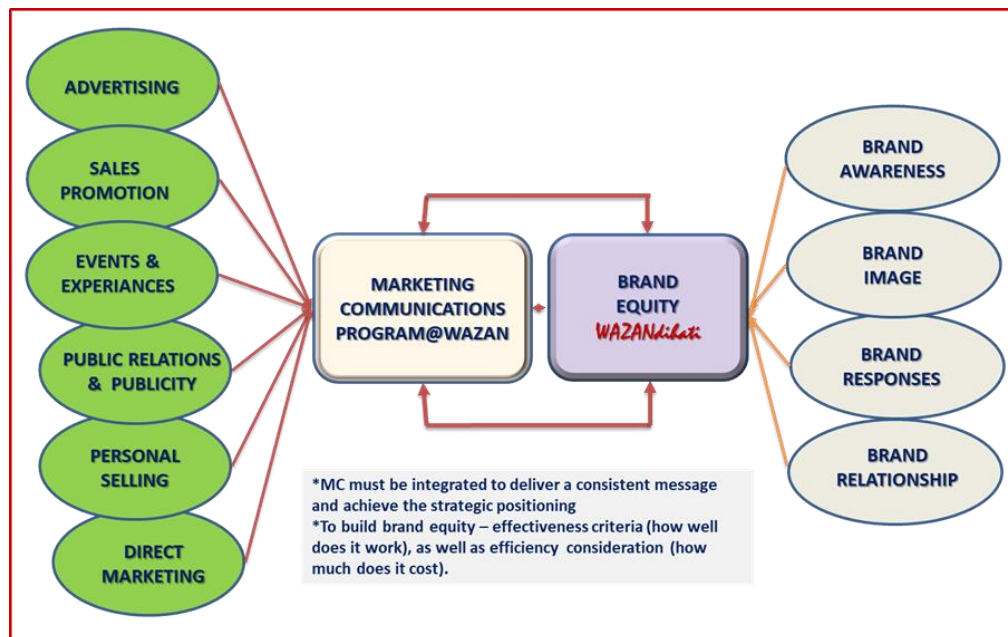 ADVERTISING
SALES
PROMOTION
EVENTS &
EXPERIANCES
PUBLIC RELATIONS
& PUBLICITY
PERSONAL
SELLING
DIRECT
MARKETING
MARKETING
COMMUNICATIONS
PROGRAM@WAZAN
BRAND
EQUITY
WAZANdihati
BRAND
AWARENESS
BRAND
IMAGE
BRAND
RESPONSES
BRAND
RELATIONSHIP
*MC must be integrated to deliver a consistent message
and achieve the strategic positioning
*To build brand equity – effectiveness criteria (how well
does it work), as well as efficiency consideration (how
much does it cost).